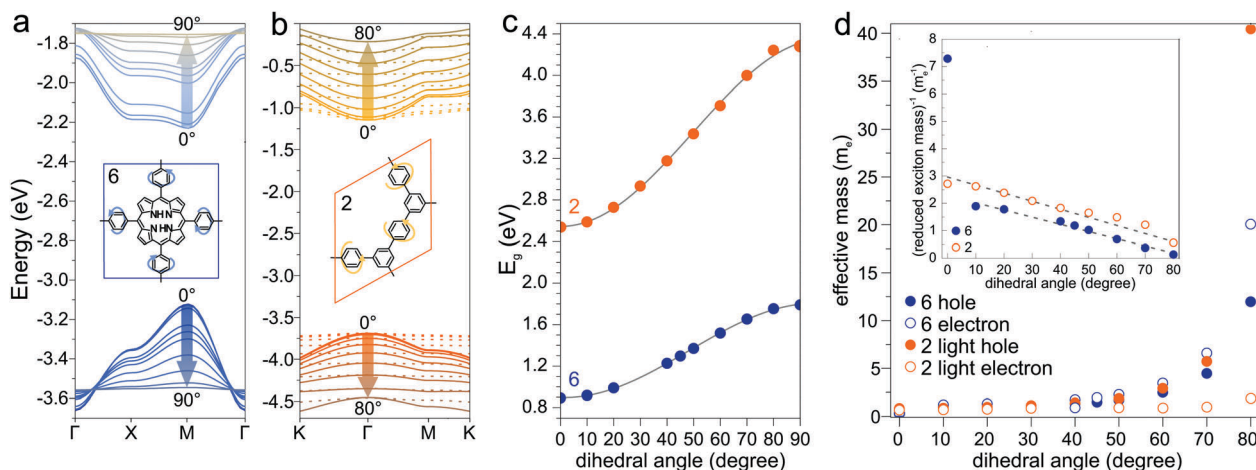 a
Energy (eV)
-1.8
-2.0
-2.2
-2.4
-2.6
-2.8
-3.0
-3.2
-3.4
-3.6
90°
0°
6
NH
N
N
HN
0°
90°
Γ X M Γ
b
0.0
-0.5
-1.0
-1.5
-2.0
-2.5
-3.0
-3.5
-4.0
-4.5
80°
0°
2
0°
80°
K Γ M K
c
E_g (eV)
4.4
4.0
3.6
3.2
2.8
2.4
2.0
1.6
1.2
0.8
2
6
0 10 20 30 40 50 60 70 80 90
dihedral angle (degree)
d
effective mass (m_e)
40
35
30
25
20
15
10
5
0
(reduced exciton mass)⁻¹ (m_e⁻¹)
8
7
6
5
4
3
2
1
0
6
2
0 10 20 30 40 50 60 70 80
dihedral angle (degree)
6 hole
6 electron
2 light hole
2 light electron
0 10 20 30 40 50 60 70 80
dihedral angle (degree)